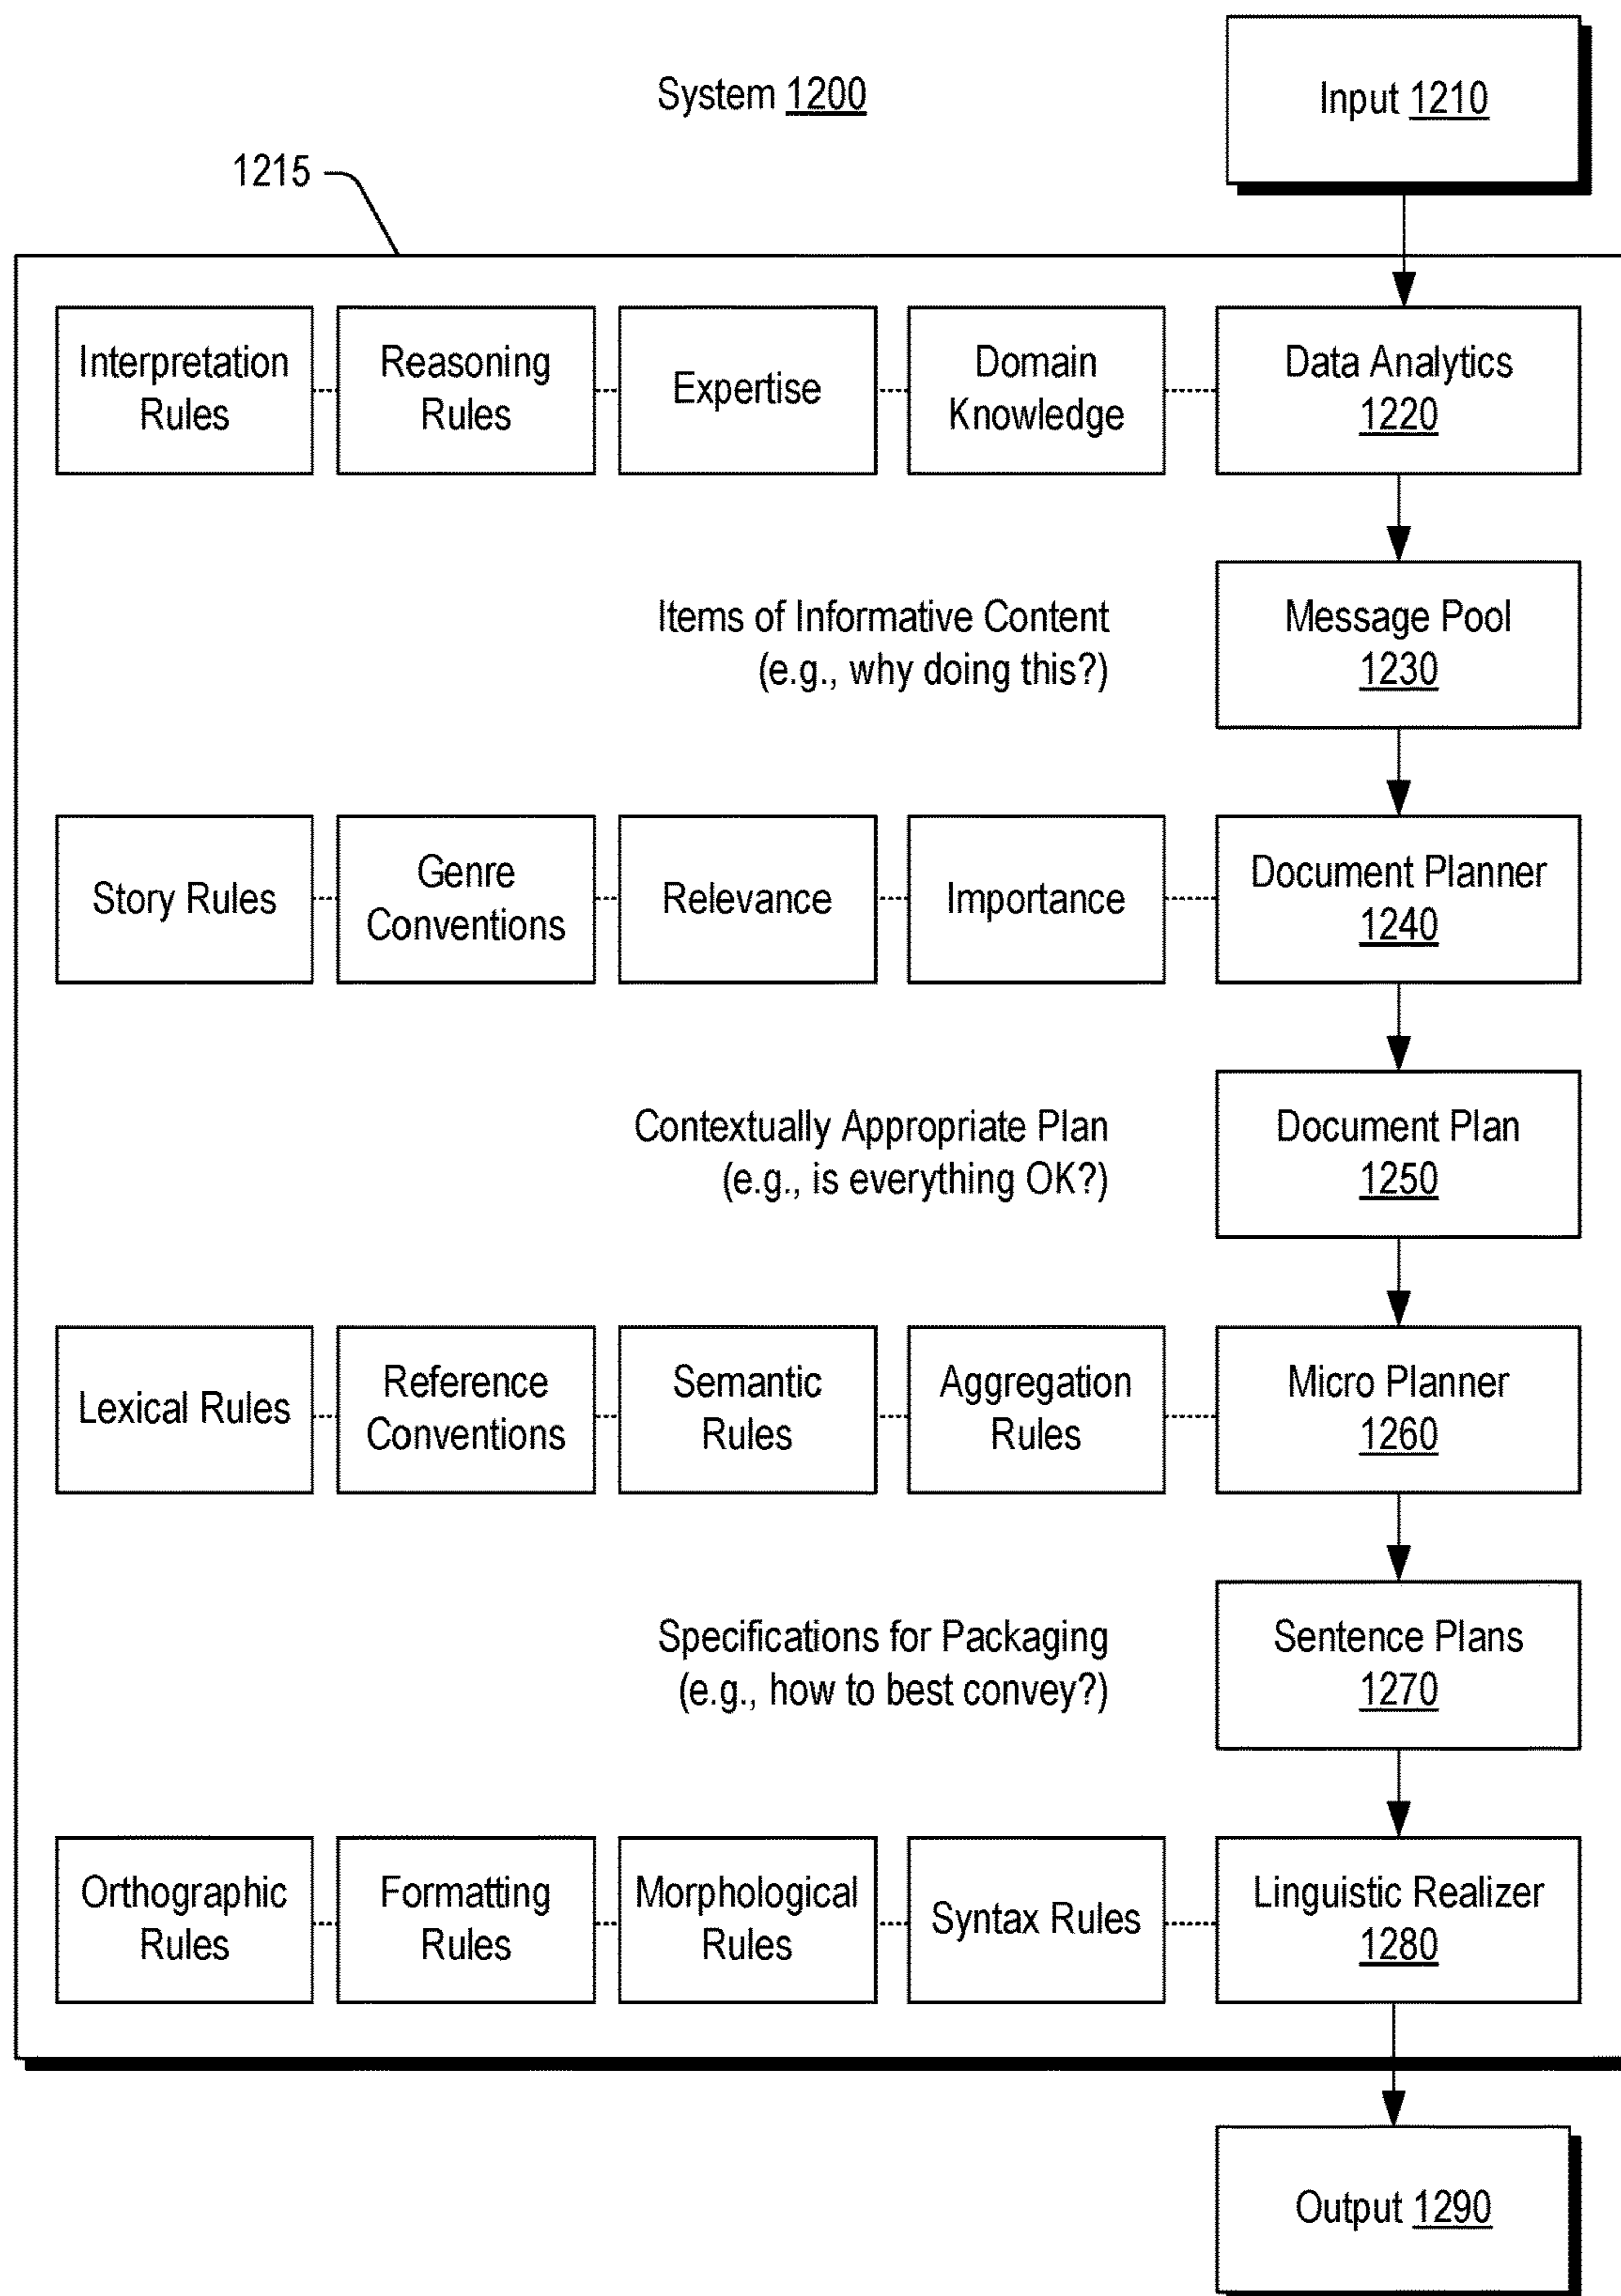 System 1200
Input 1210
1215
Interpretation
Rules
Reasoning
Rules
Expertise
Domain
Knowledge
Data Analytics
1220
Items of Informative Content
(e.g., why doing this?)
Message Pool
1230
Story Rules
Genre
Conventions
Relevance
Importance
Document Planner
1240
Contextually Appropriate Plan
(e.g., is everything OK?)
Document Plan
1250
Lexical Rules
Reference
Conventions
Semantic
Rules
Aggregation
Rules
Micro Planner
1260
Specifications for Packaging
(e.g., how to best convey?)
Sentence Plans
1270
Orthographic
Rules
Formatting
Rules
Morphological
Rules
Syntax Rules
Linguistic Realizer
1280
Output 1290